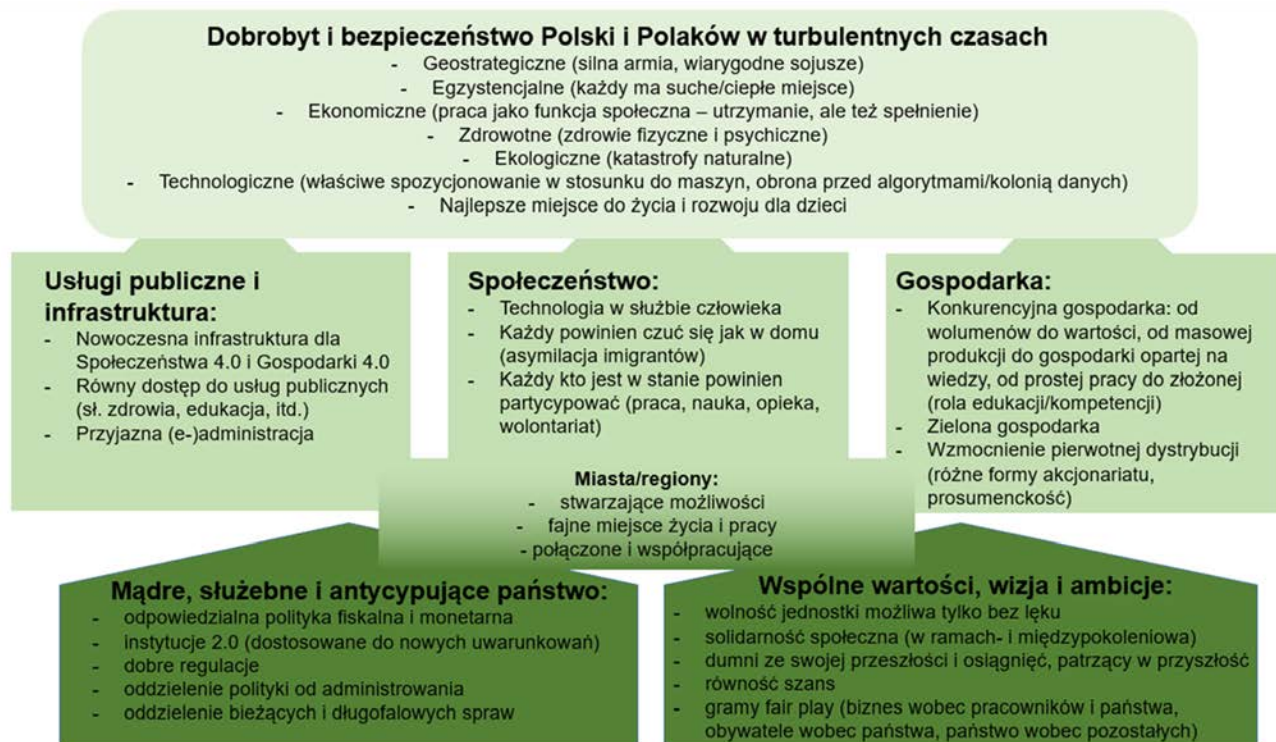 Dobrobyt i bezpieczeństwo Polski i Polaków w turbulentnych czasach
- Geostrategiczne (silna armia, wiarygodne sojusze)
- Egzystencjalne (każdy ma suche/ciepłe miejsce)
- Ekonomiczne (praca jako funkcja społeczna – utrzymanie, ale też spełnienie)
- Zdrowotne (zdrowie fizyczne i psychiczne)
- Ekologiczne (katastrofy naturalne)
- Technologiczne (właściwe spozycjonowanie w stosunku do maszyn, obrona przed algorytmami/kolonią danych)
- Najlepsze miejsce do życia i rozwoju dla dzieci
Usługi publiczne i
infrastruktura:
- Nowoczesna infrastruktura dla
Społeczeństwa 4.0 i Gospodarki 4.0
- Równy dostęp do usług publicznych
(sł. zdrowia, edukacja, itd.)
- Przyjazna (e-)administracja
Społeczeństwo:
- Technologia w służbie człowieka
- Każdy powinien czuć się jak w domu
(asymilacja imigrantów)
- Każdy kto jest w stanie powinien
partycypować (praca, nauka, opieka,
wolontariat)
Gospodarka:
- Konkurencyjna gospodarka: od
wolumenów do wartości, od masowej
produkcji do gospodarki opartej na
wiedzy, od prostej pracy do złożonej
(rola edukacji/kompetencji)
- Zielona gospodarka
- Wzmocnienie pierwotnej dystrybucji
(różne formy akcjonariatu,
prosumenckość)
Miasta/regiony:
- stwarzające możliwości
- fajne miejsce życia i pracy
- połączone i współpracujące
Mądre, służebne i antycypujące państwo:
- odpowiedzialna polityka fiskalna i monetarna
- instytucje 2.0 (dostosowane do nowych uwarunkowań)
- dobre regulacje
- oddzielenie polityki od administrowania
- oddzielenie bieżących i długofalowych spraw
Wspólne wartości, wizja i ambicje:
- wolność jednostki możliwa tylko bez lęku
- solidarność społeczna (w ramach- i międzypokoleniowa)
- dumni ze swojej przeszłości i osiągnięć, patrzący w przyszłość
- równość szans
- gramy fair play (biznes wobec pracowników i państwa,
obywatele wobec państwa, państwo wobec pozostałych)